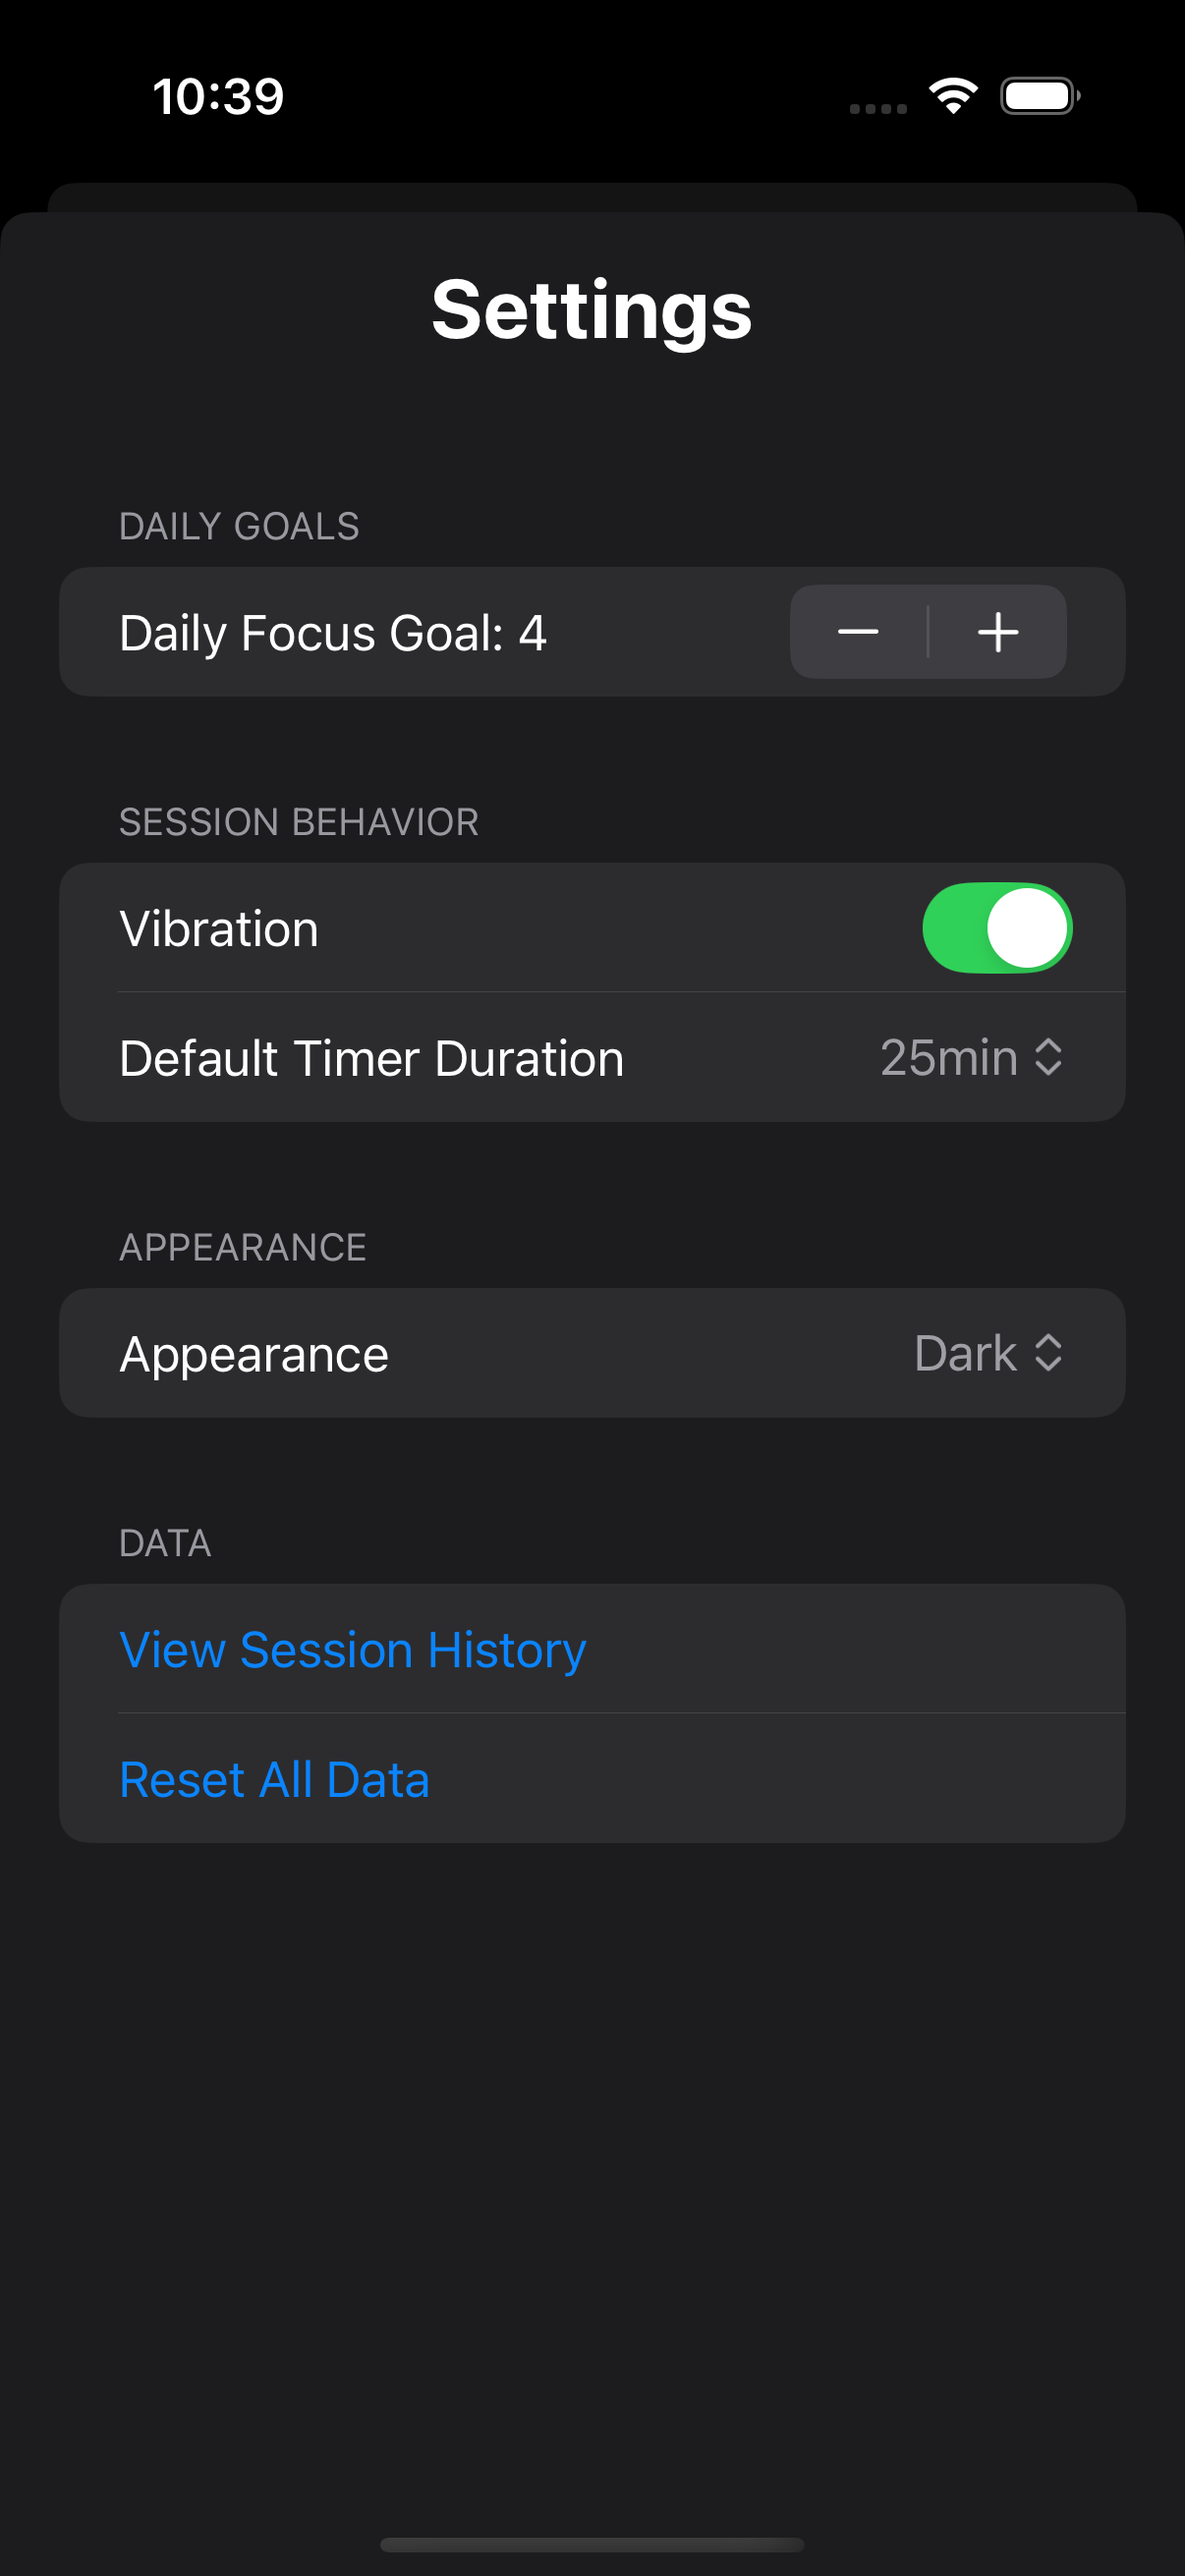 10:39
Settings
DAILY GOALS
Daily Focus Goal: 4
SESSION BEHAVIOR
Vibration
Default Timer Duration 25min
APPEARANCE
Appearance Dark
DATA
View Session History
Reset All Data